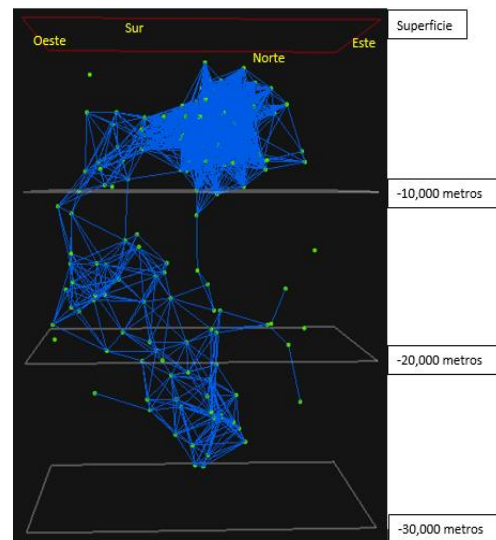 Superficie
Sur
Oeste
Este
Norte
-10,000 metros
-20,000 metros
-30,000 metros